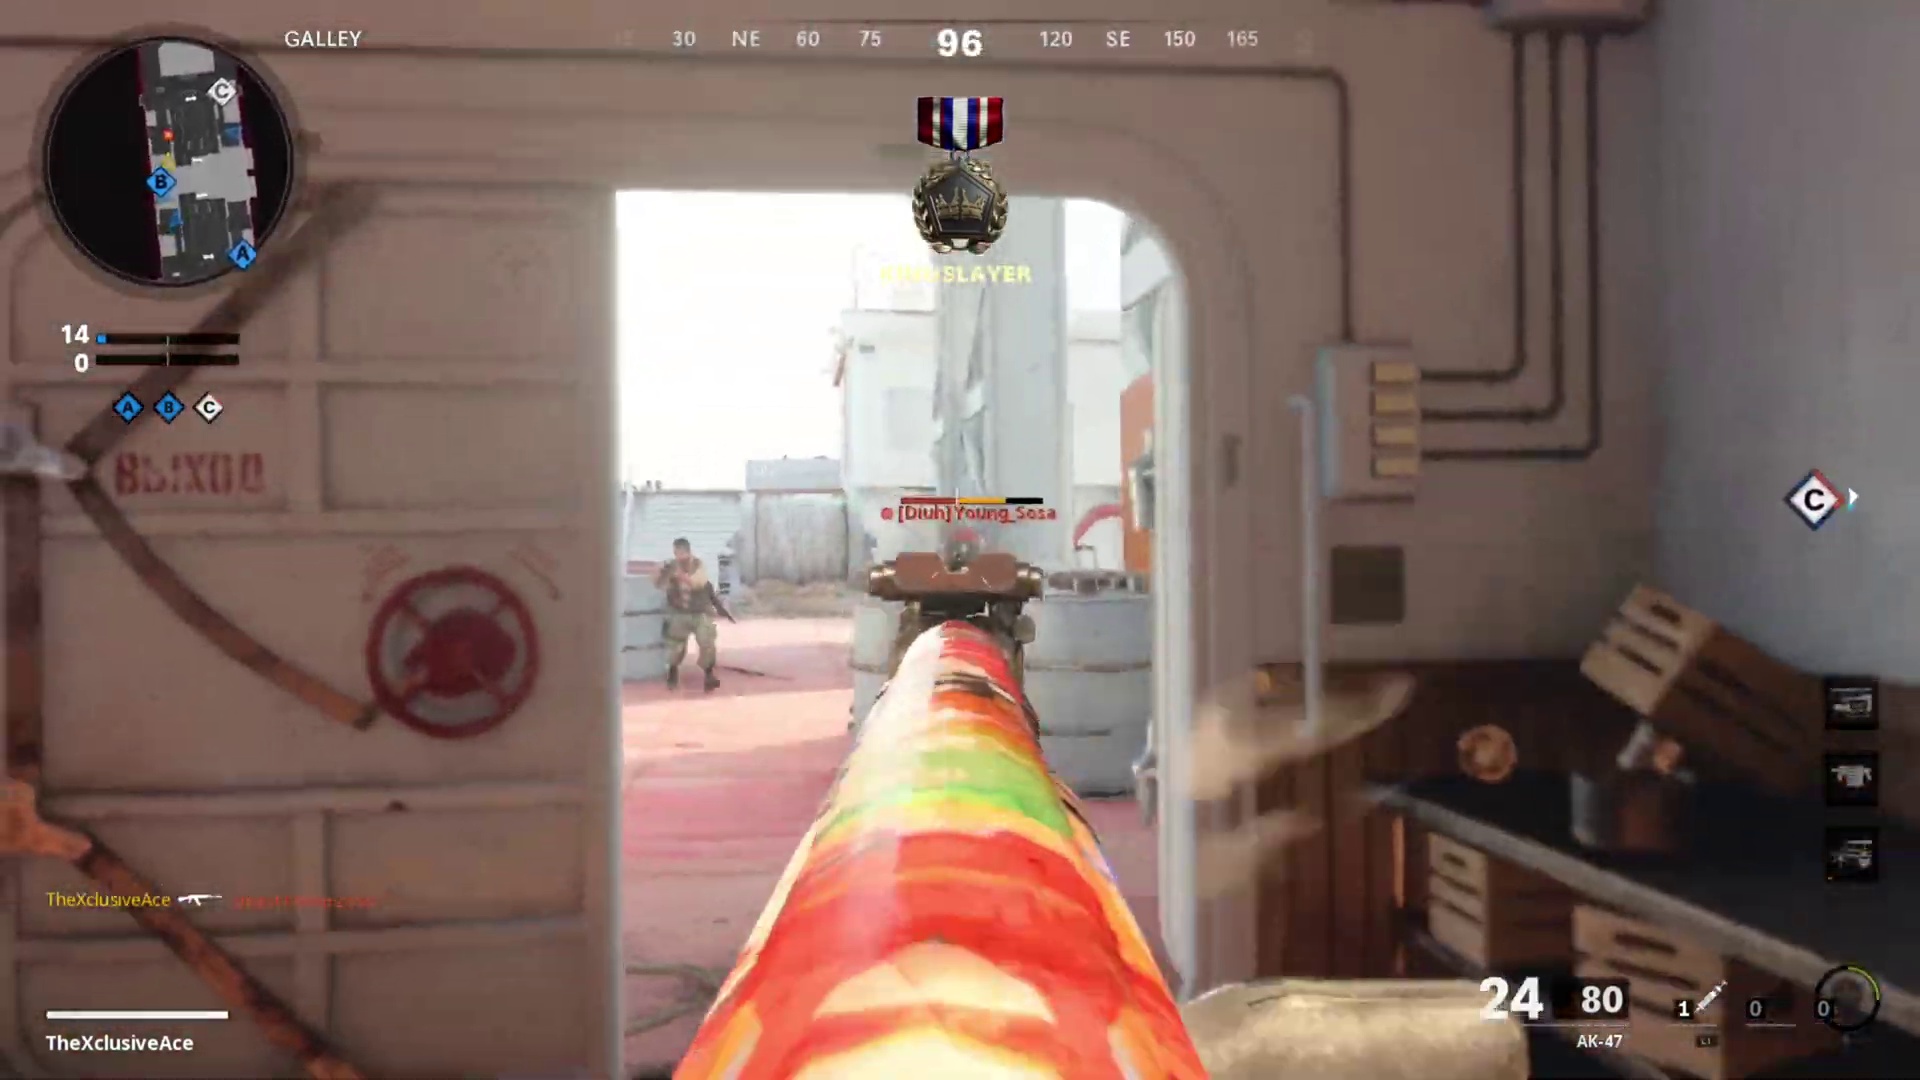 GALLEY
30 NE 60 75 96 120 SE 150 165
C
B
A
SLAYER
14
0
A B C
ВЫХОД
[Diuh]Young_Sosa
C
TheXclusiveAce
24 80 1 0 0
AK-47
TheXclusiveAce